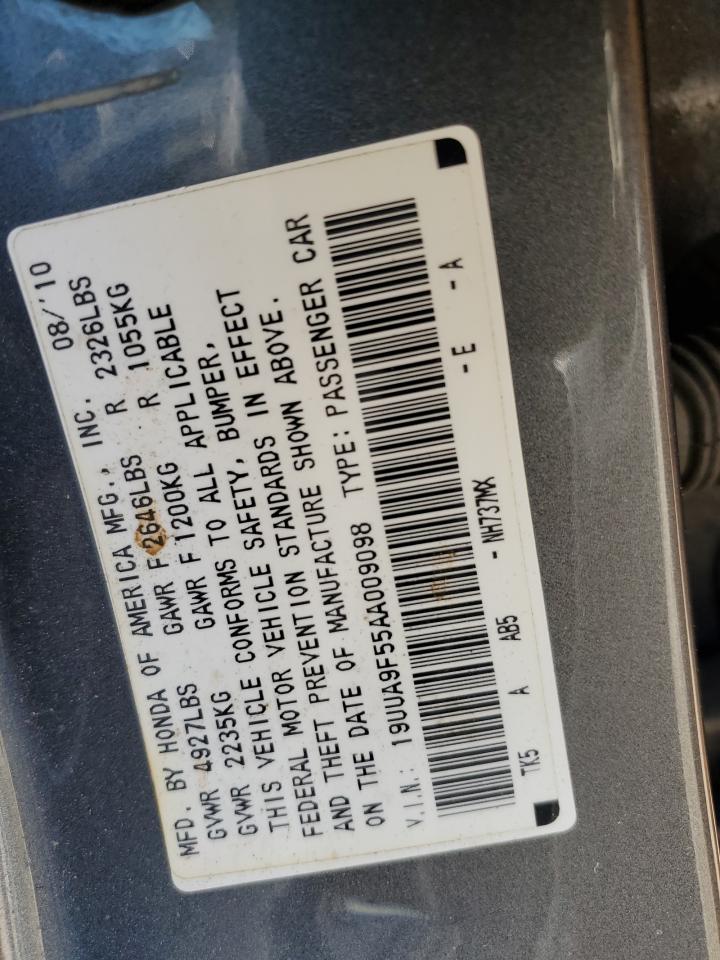 MFD. BY HONDA OF AMERICA MFG., INC. 08/'10
GVWR 4927LBS GAWR F 2646LBS R 2326LBS
GVWR 2235KG GAWR F 1200KG R 1055KG
THIS VEHICLE CONFORMS TO ALL APPLICABLE
FEDERAL MOTOR VEHICLE SAFETY, BUMPER,
AND THEFT PREVENTION STANDARDS IN EFFECT
ON THE DATE OF MANUFACTURE SHOWN ABOVE.
V.I.N.: 19UUA9F55AA009098 TYPE: PASSENGER CAR
TK5 A AB5 - NH737MX - E - A